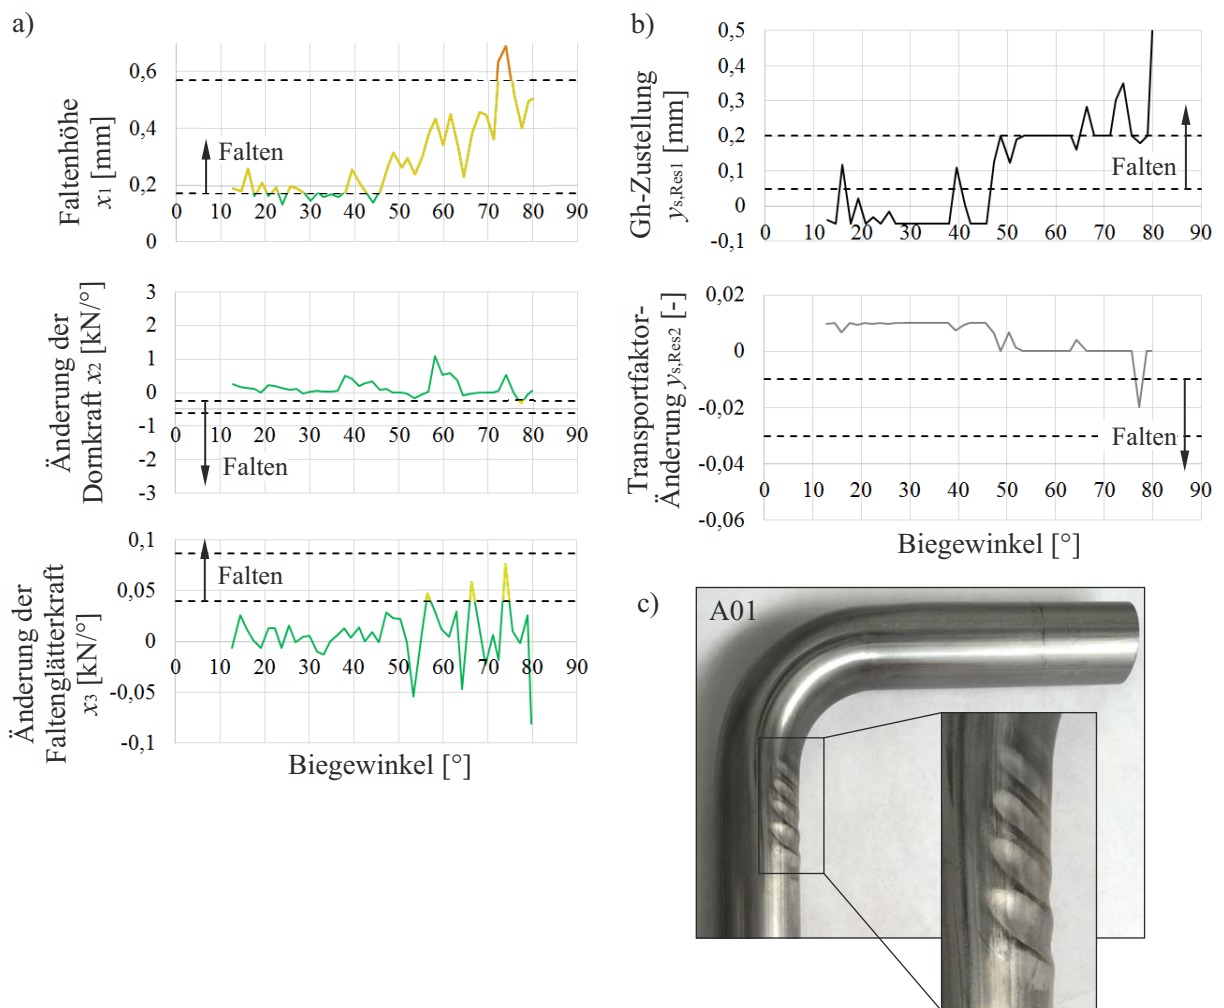 a)
Faltenhöhe
x1 [mm]
0,6
0,4
0,2
0
Falten
0 10 20 30 40 50 60 70 80 90
Änderung der
Dornkraft x2 [kN/°]
3
2
1
0
-1
-2
-3
0 10 20 30 40 50 60 70 80 90
Falten
Änderung der
Faltenglätterkraft
x3 [kN/°]
0,1
0,05
0
-0,05
-0,1
Falten
0 10 20 30 40 50 60 70 80 90
Biegewinkel [°]
b)
Gh-Zustellung
ys,Res1 [mm]
0,5
0,4
0,3
0,2
0,1
0
-0,1
Falten
0 10 20 30 40 50 60 70 80 90
Transportfaktor-
Änderung ys,Res2 [-]
0,02
0
-0,02
-0,04
-0,06
Falten
0 10 20 30 40 50 60 70 80 90
Biegewinkel [°]
c)
A01